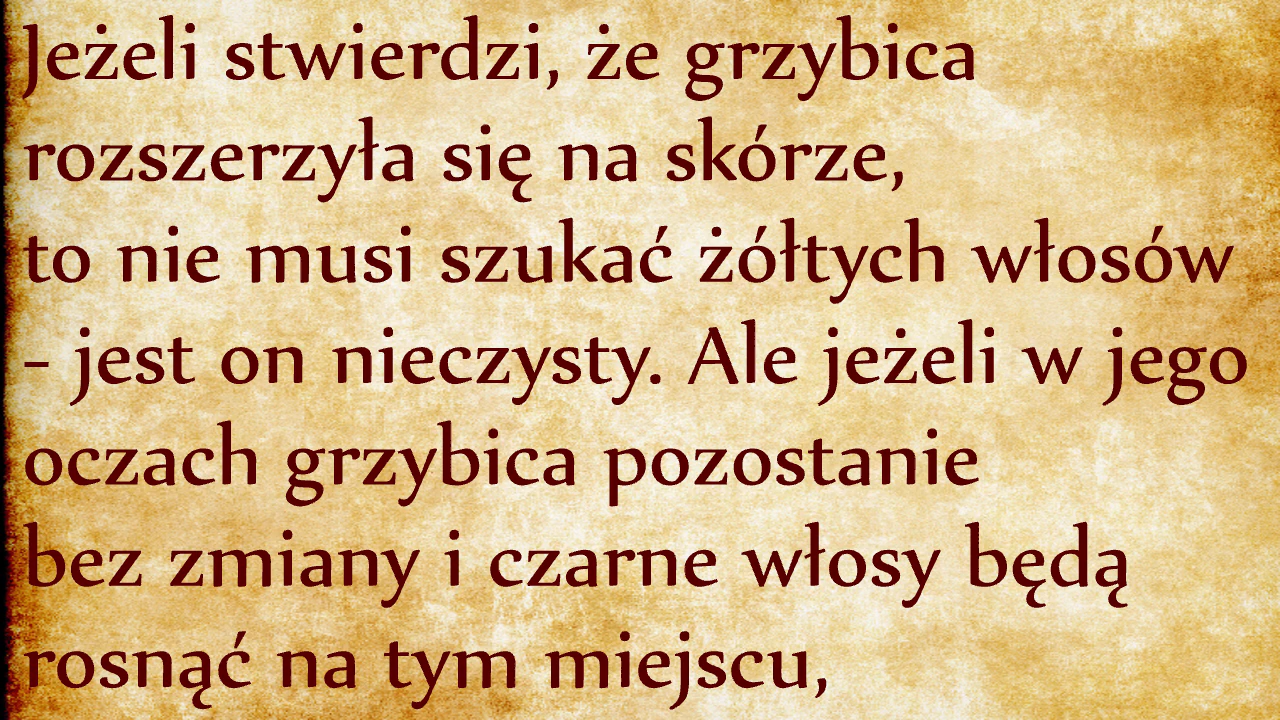 Jeżeli stwierdzi, że grzybica
rozszerzyła się na skórze,
to nie musi szukać żółtych włosów
- jest on nieczysty. Ale jeżeli w jego
oczach grzybica pozostanie
bez zmiany i czarne włosy będą
rosnąć na tym miejscu,